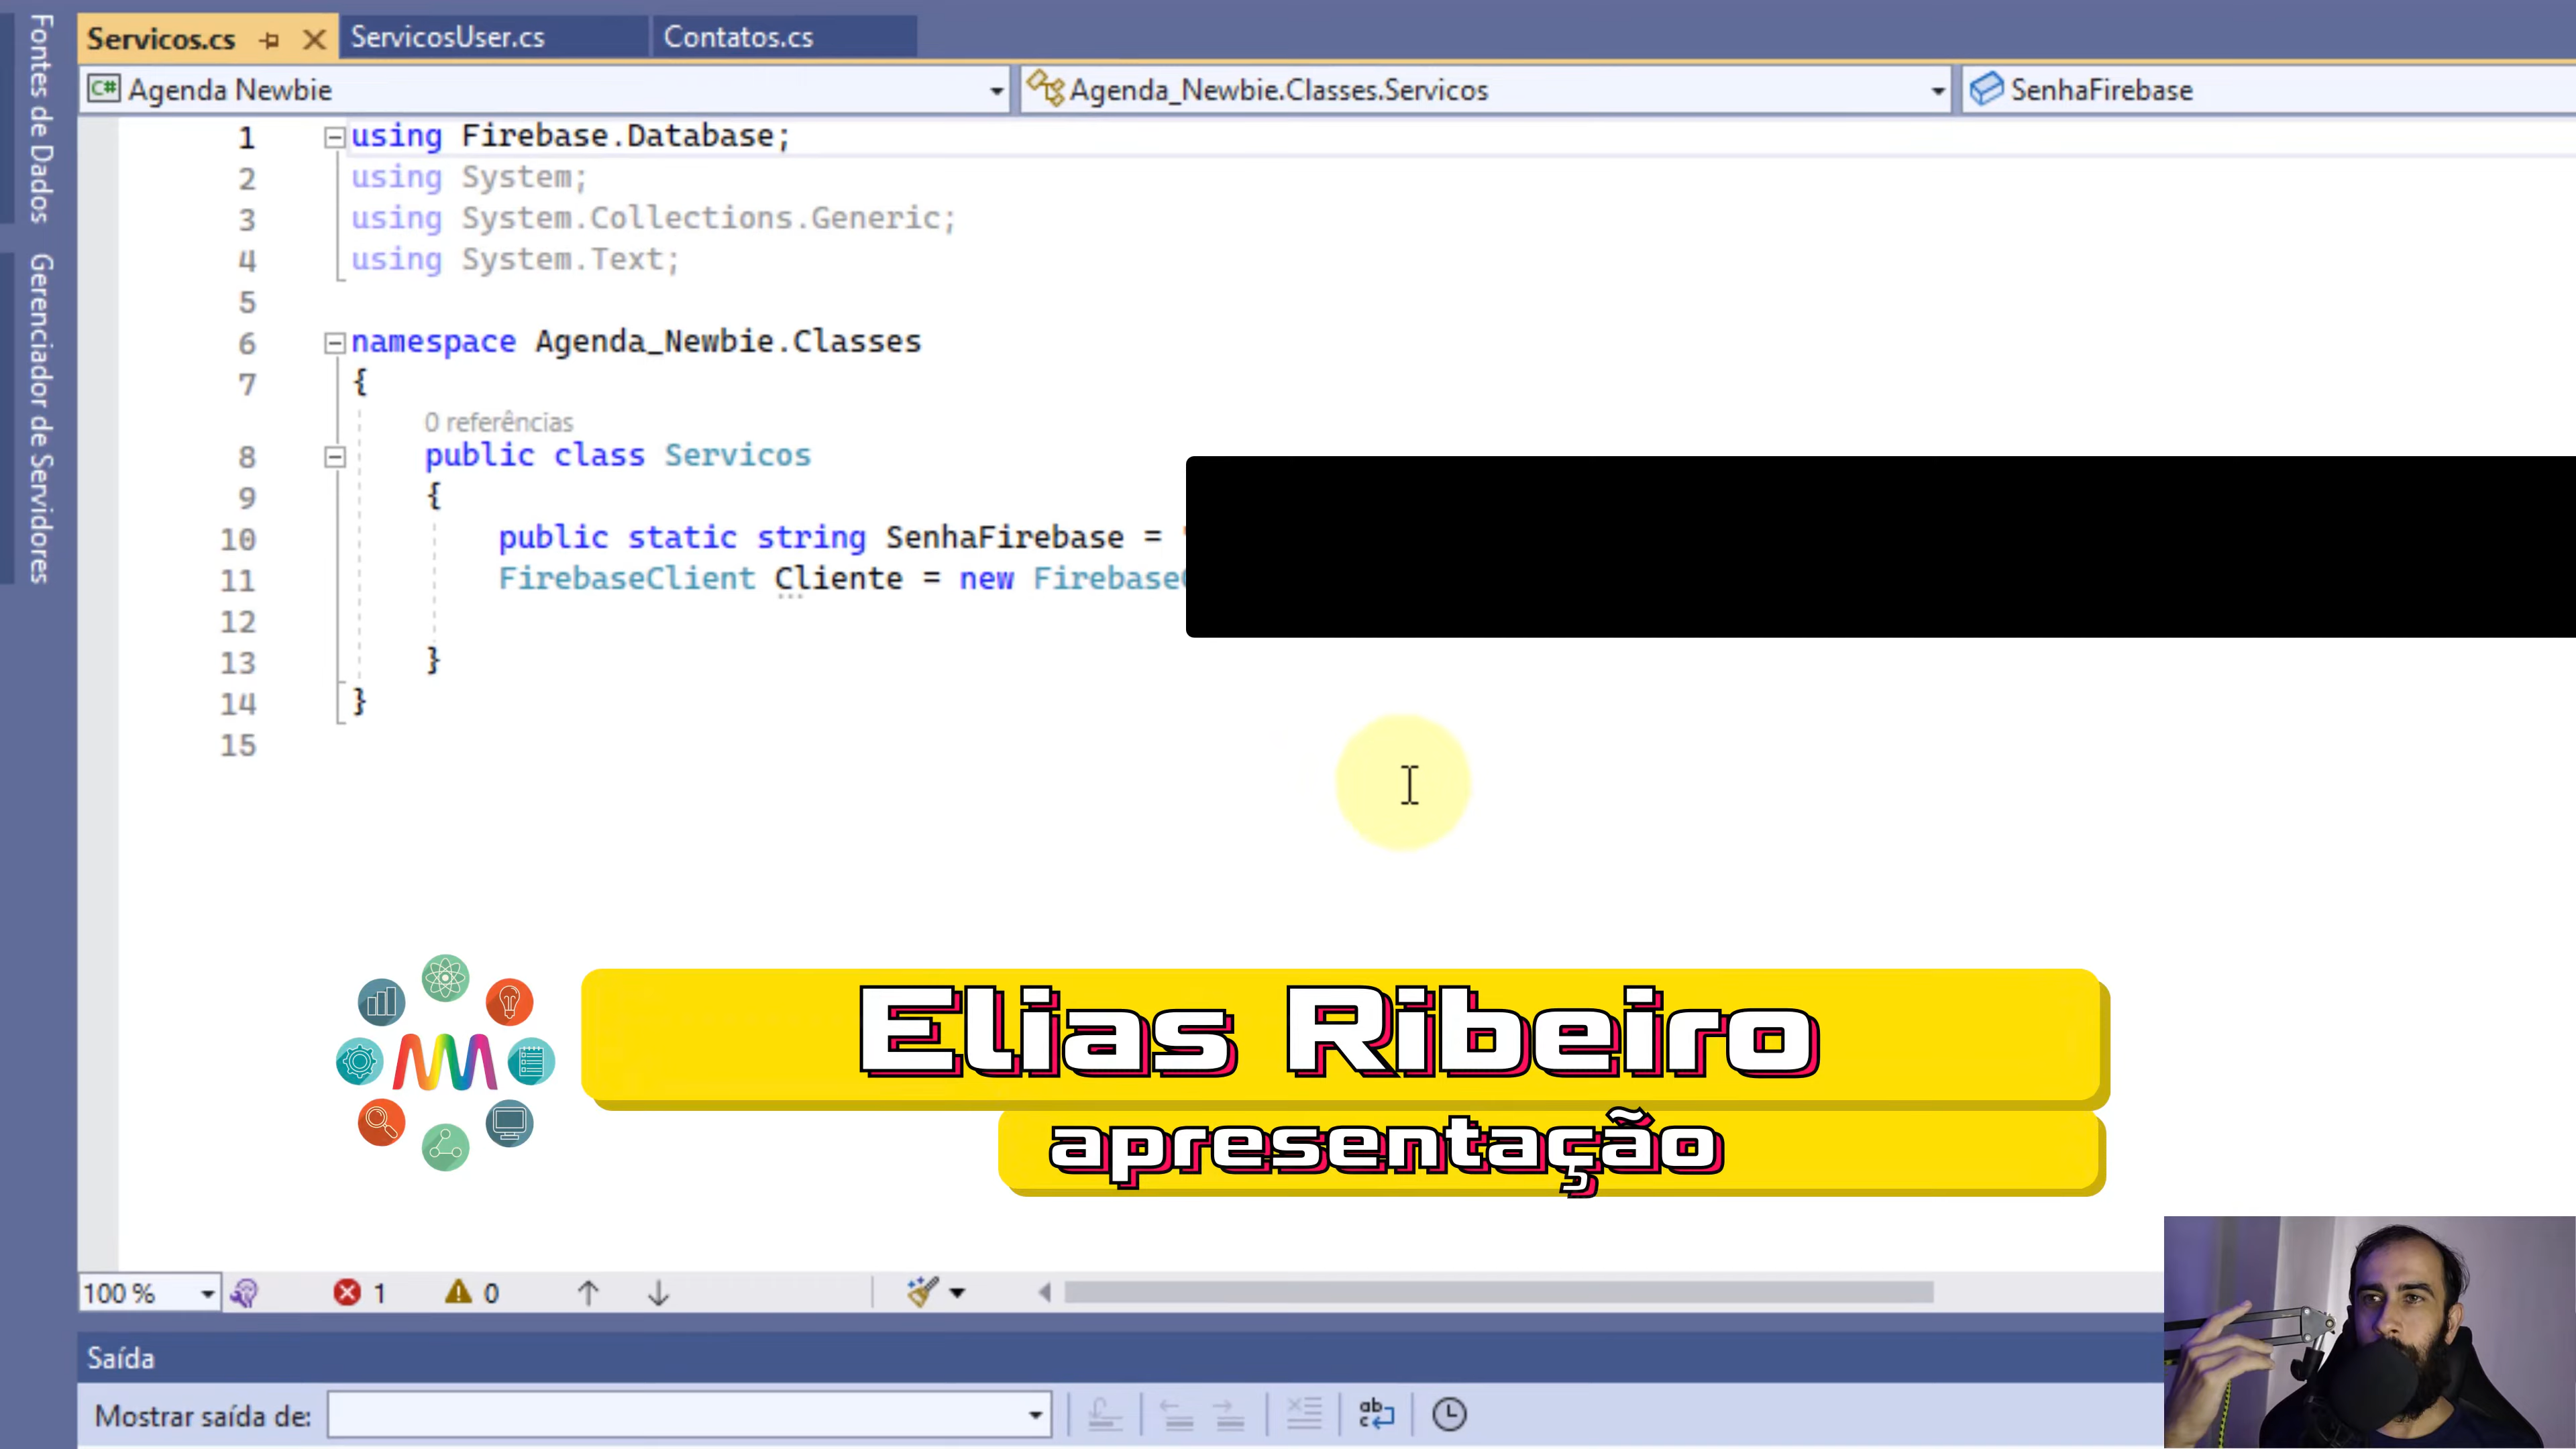 Fontes de Dados
Gerenciador de Servidores
Servicos.cs
ServicosUser.cs
Contatos.cs
C# Agenda Newbie
Agenda_Newbie.Classes.Servicos
SenhaFirebase
1 using Firebase.Database;
2 using System;
3 using System.Collections.Generic;
4 using System.Text;
5
6 namespace Agenda_Newbie.Classes
7 {
0 referências
8 public class Servicos
9 {
10 public static string SenhaFirebase =
11 FirebaseClient Cliente = new Firebase
12
13 }
14 }
15
Elias Ribeiro
apresentação
100 %
1
0
Saída
Mostrar saída de: